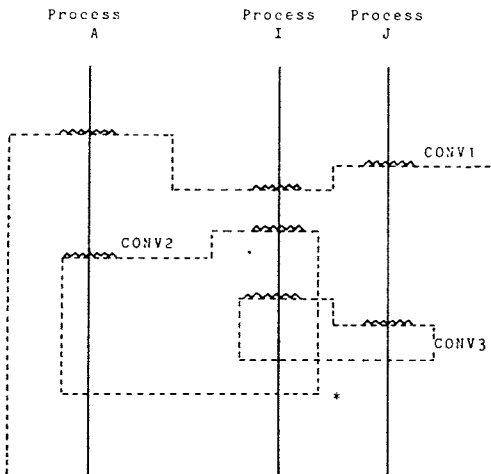 Process Process Process
A I J
CONV1
CONV2
CONV3
*